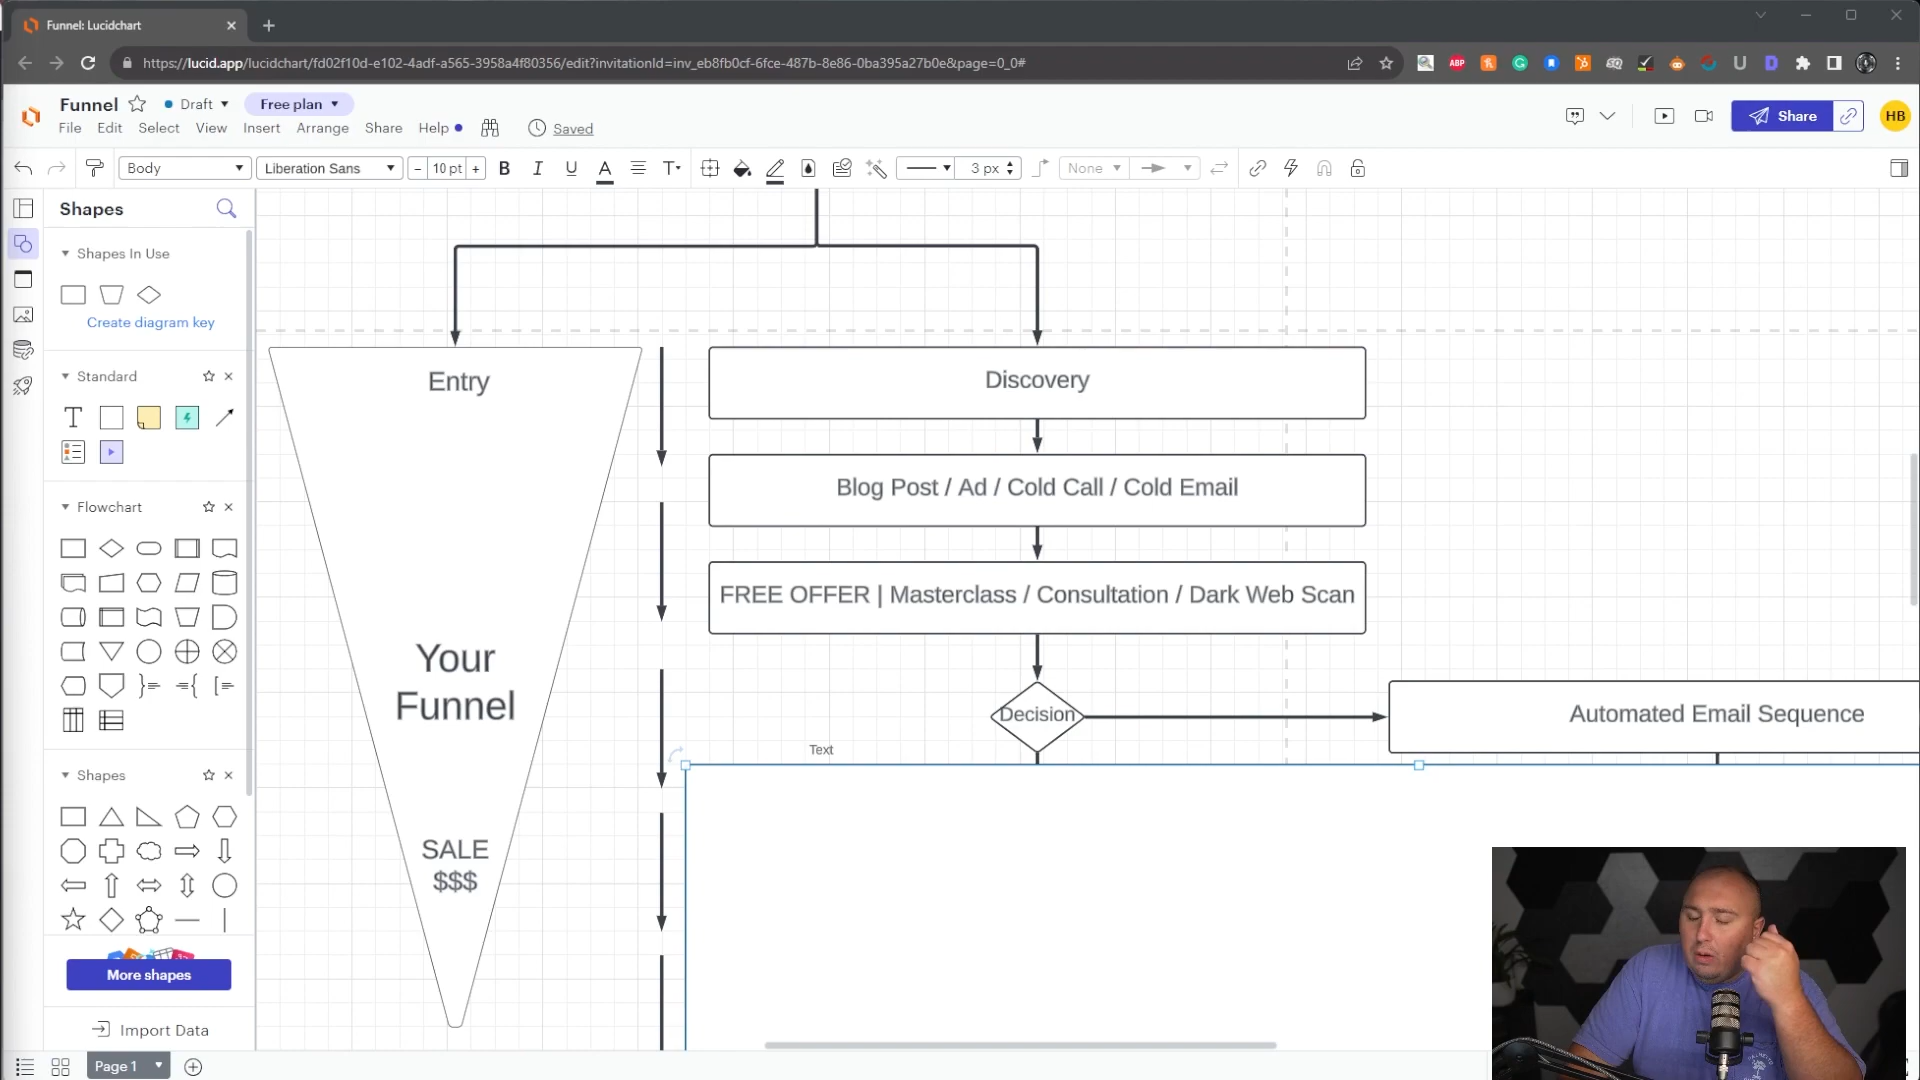 Funnel: Lucidchart
https://lucid.app/lucidchart/fd02f10d-e102-4adf-a565-3958a4f80356/edit?invitationId=inv_eb8fb0cf-6fce-487b-8e86-0ba395a27b0e&page=0_0#
Funnel Draft Free plan
File Edit Select View Insert Arrange Share Help Saved
Share
HB
Body Liberation Sans - 10 pt + B I U A T 3 px None
Shapes
Shapes In Use
Create diagram key
Standard
T
Flowchart
Shapes
More shapes
Import Data
Page 1
Entry
Your
Funnel
SALE
$$$
Discovery
Blog Post / Ad / Cold Call / Cold Email
FREE OFFER | Masterclass / Consultation / Dark Web Scan
Decision
Automated Email Sequence
Text
ABP